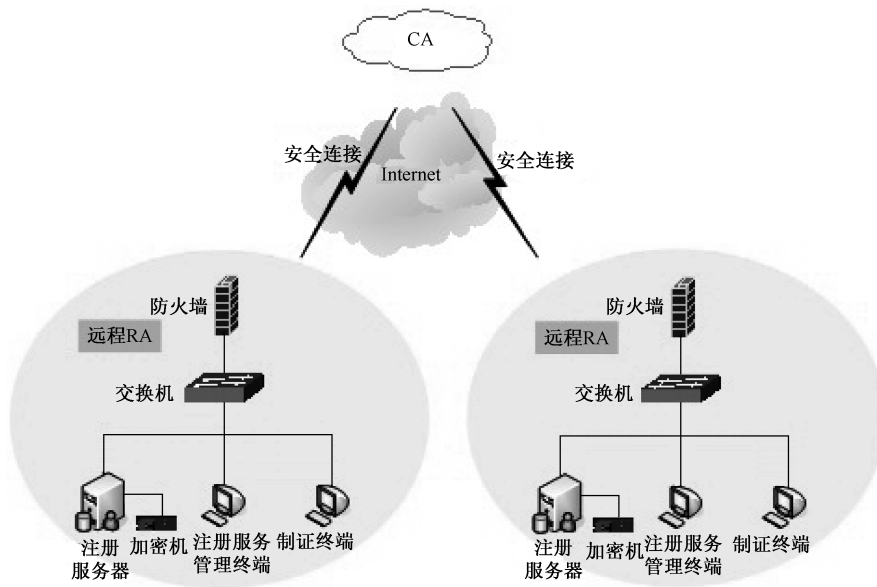 CA
安全连接
Internet
安全连接
防火墙
远程RA
交换机
注册
服务器
加密机
注册服务
管理终端
制证终端
防火墙
远程RA
交换机
注册
服务器
加密机
注册服务
管理终端
制证终端